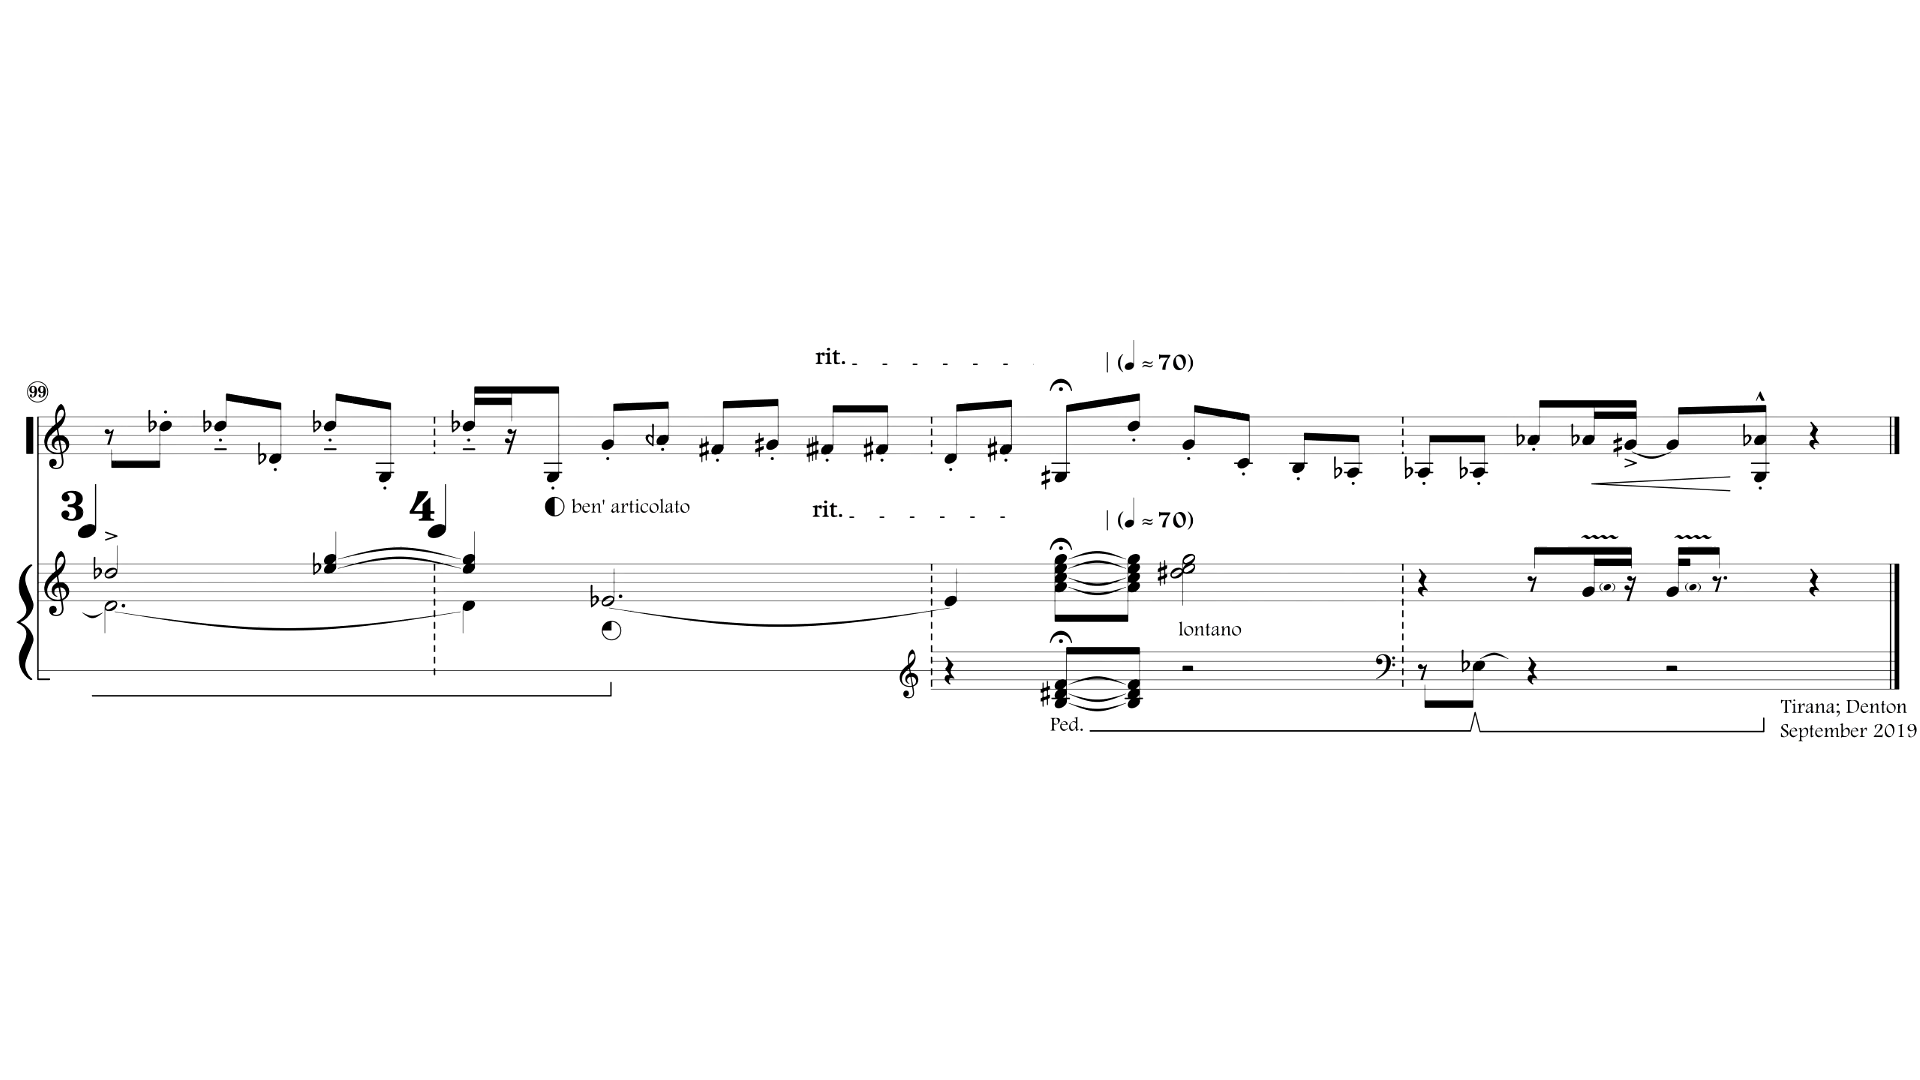 rit.
(♩ ≈ 70)
99
3
4
ben' articolato
rit.
(♩ ≈ 70)
lontano
Ped.
Tirana; Denton
September 2019